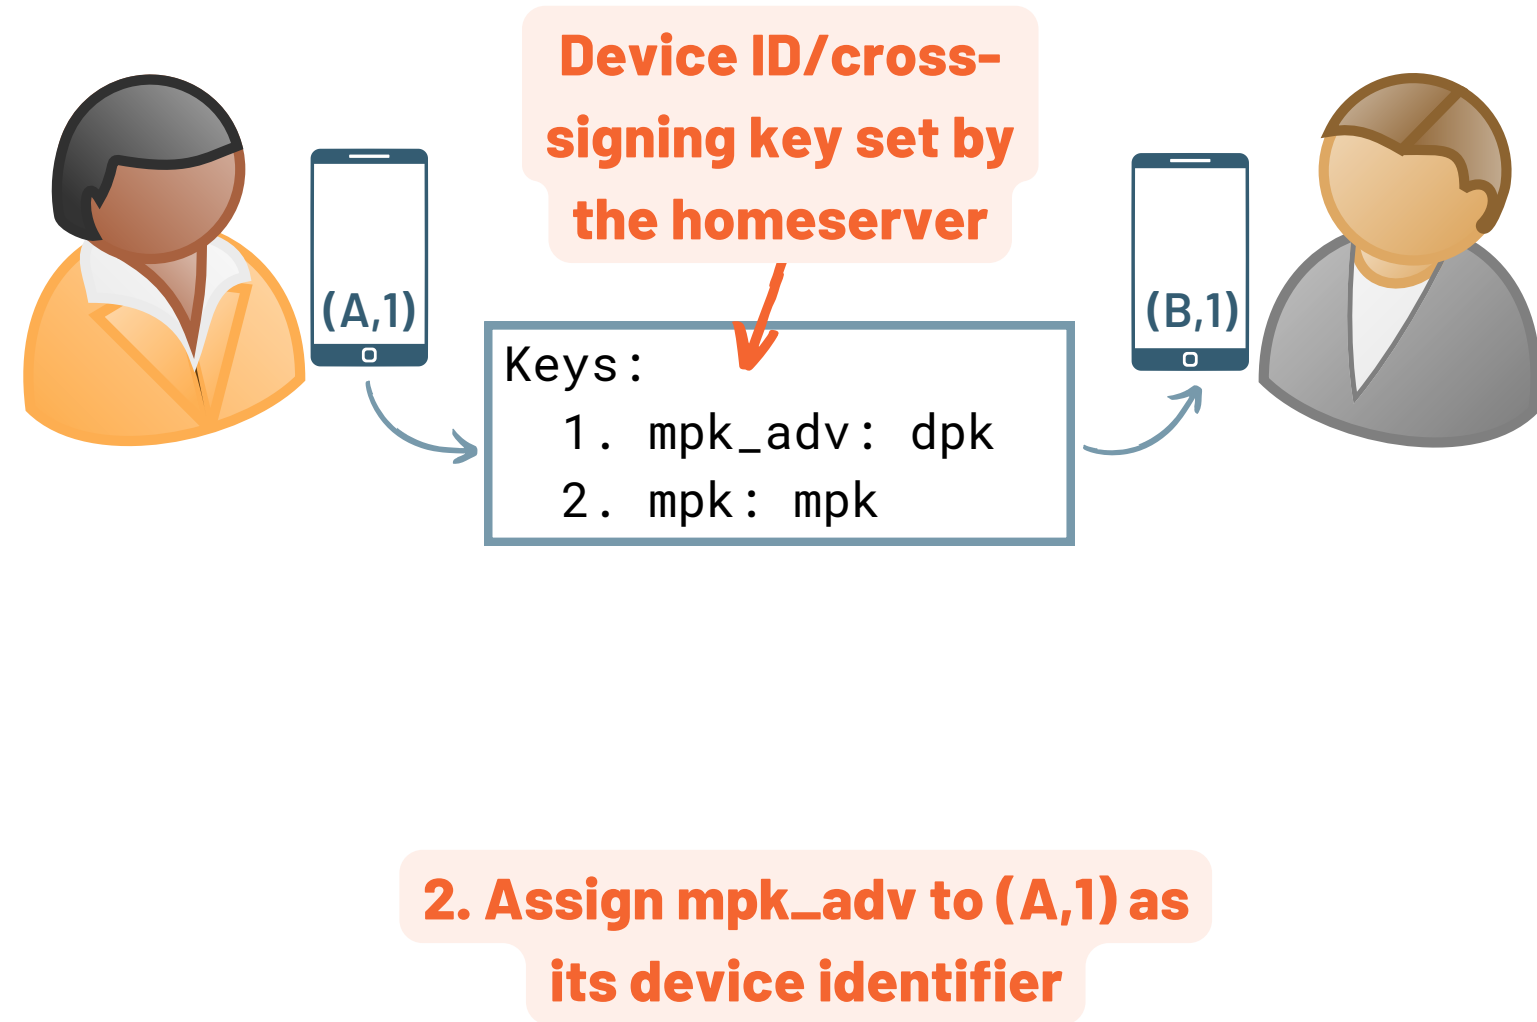 Device ID/cross-
signing key set by
the homeserver
(A,1)
(B,1)
Keys:
1. mpk_adv: dpk
2. mpk: mpk
2. Assign mpk_adv to (A,1) as
its device identifier